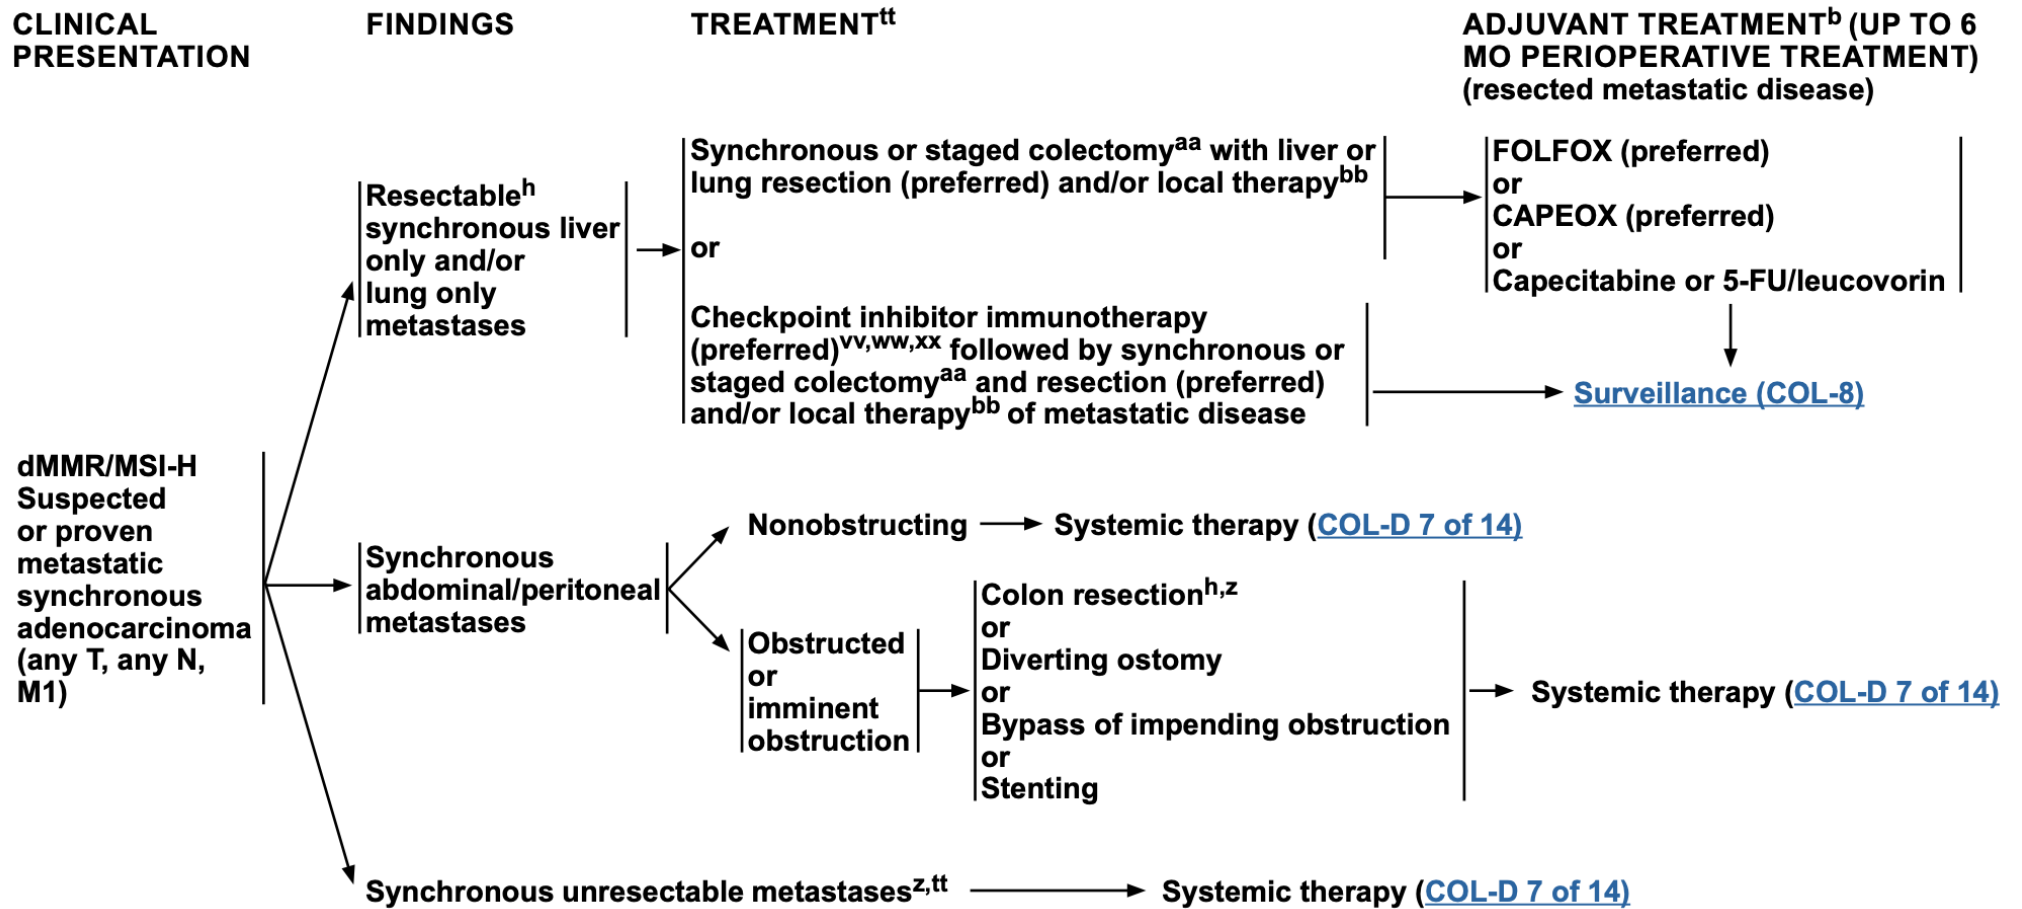 CLINICAL
PRESENTATION
FINDINGS
TREATMENTtt
ADJUVANT TREATMENTb (UP TO 6
MO PERIOPERATIVE TREATMENT)
(resected metastatic disease)
dMMR/MSI-H
Suspected
or proven
metastatic
synchronous
adenocarcinoma
(any T, any N,
M1)
Resectableh
synchronous liver
only and/or
lung only
metastases
Synchronous or staged colectomyaa with liver or
lung resection (preferred) and/or local therapybb
or
Checkpoint inhibitor immunotherapy
(preferred)vv,ww,xx followed by synchronous or
staged colectomyaa and resection (preferred)
and/or local therapybb of metastatic disease
FOLFOX (preferred)
or
CAPEOX (preferred)
or
Capecitabine or 5-FU/leucovorin
Surveillance (COL-8)
Synchronous
abdominal/peritoneal
metastases
Nonobstructing
Systemic therapy (COL-D 7 of 14)
Obstructed
or
imminent
obstruction
Colon resectionh,z
or
Diverting ostomy
or
Bypass of impending obstruction
or
Stenting
Systemic therapy (COL-D 7 of 14)
Synchronous unresectable metastasesz,tt
Systemic therapy (COL-D 7 of 14)